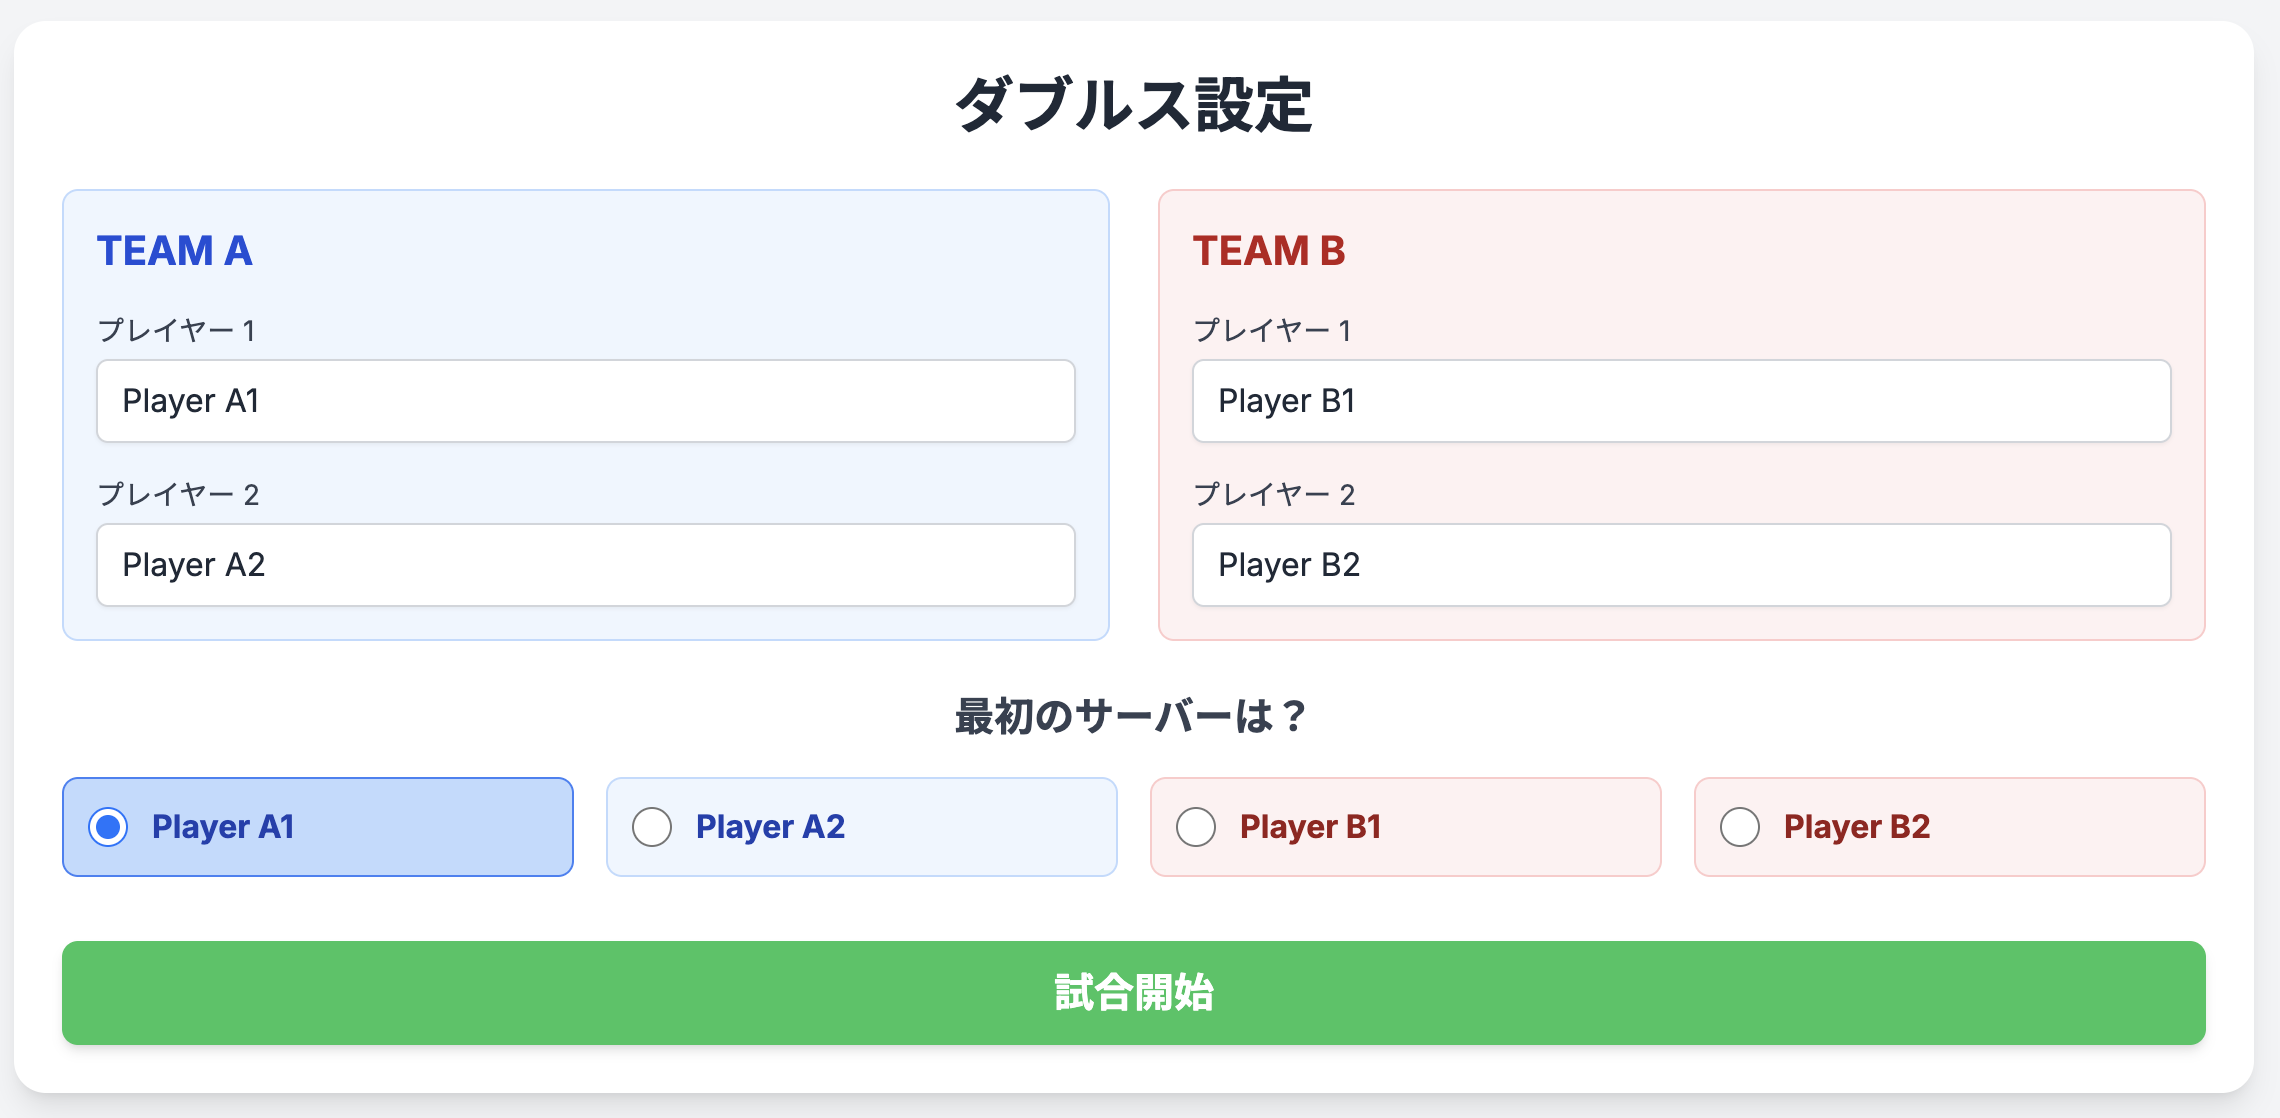 ダブルス設定
TEAM A
プレイヤー 1
Player A1
プレイヤー 2
Player A2
TEAM B
プレイヤー 1
Player B1
プレイヤー 2
Player B2
最初のサーバーは？
Player A1
Player A2
Player B1
Player B2
試合開始